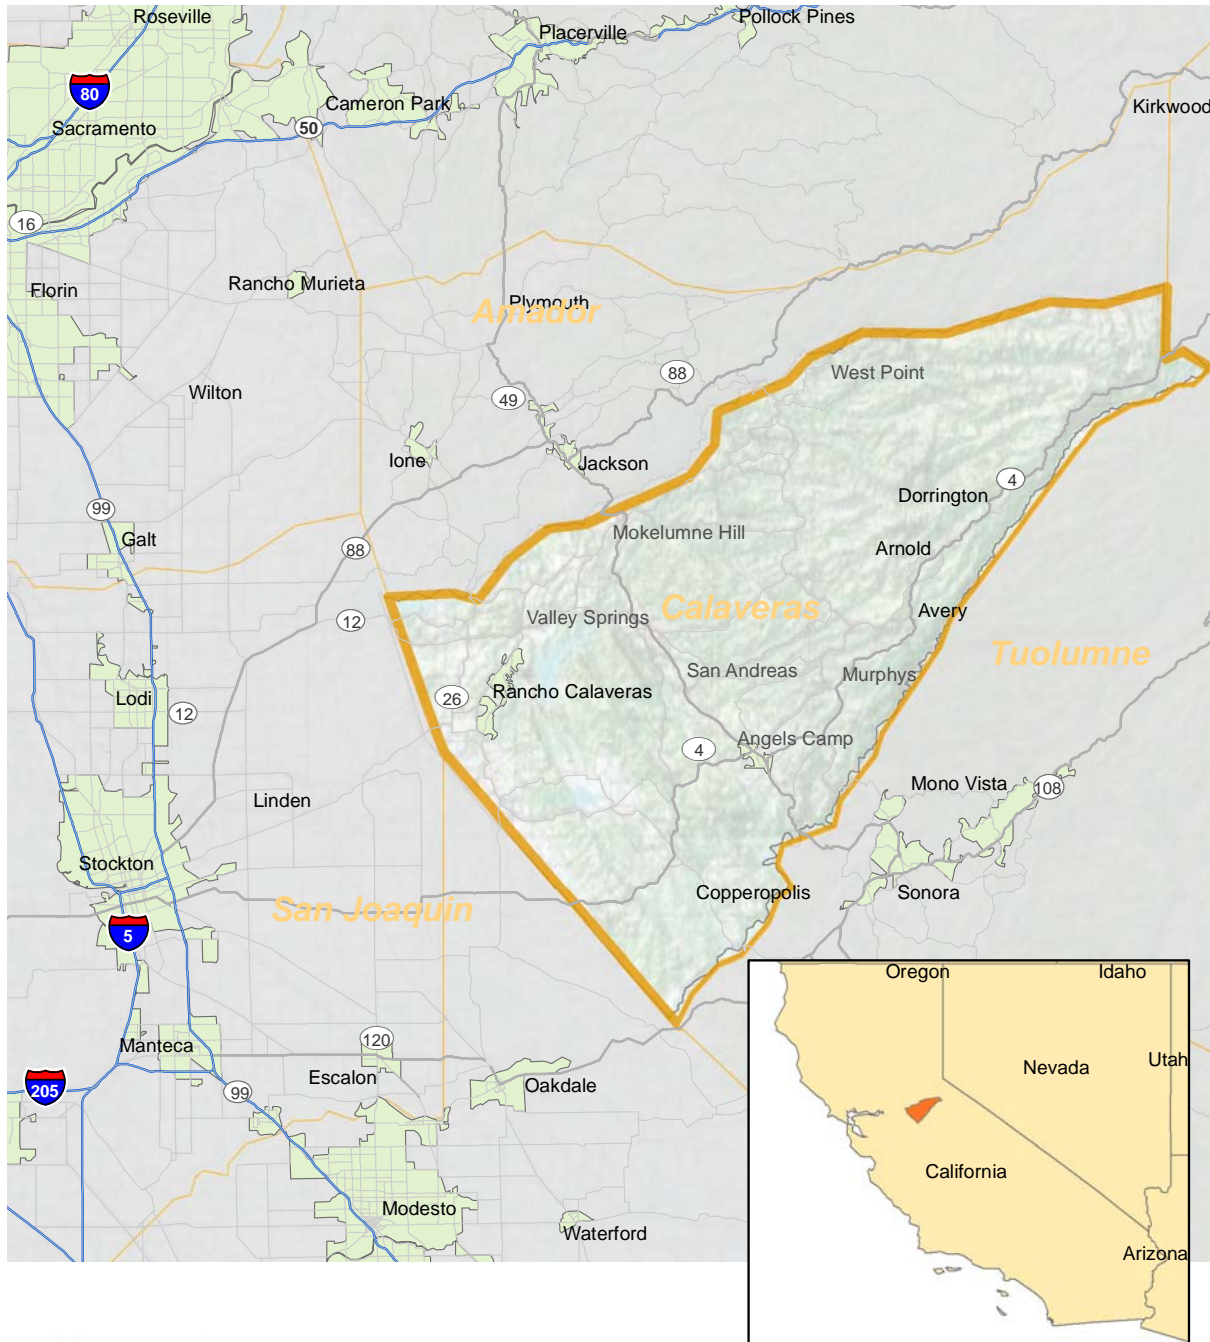 Roseville
Pollock Pines
Placerville
80
Cameron Park
Kirkwood
Sacramento
50
16
Rancho Murieta
Florin
Plymouth
Amador
88
West Point
Wilton
49
Ione
Jackson
4
Dorrington
99
Mokelumne Hill
Galt
88
Arnold
Calaveras
Avery
12
Valley Springs
Tuolumne
San Andreas
Murphys
Lodi
26
Rancho Calaveras
12
4
Angels Camp
Mono Vista
108
Linden
Stockton
Copperopolis
Sonora
San Joaquin
5
Oregon
Idaho
120
Manteca
Nevada
Utah
Escalon
205
99
Oakdale
California
Modesto
Waterford
Arizona